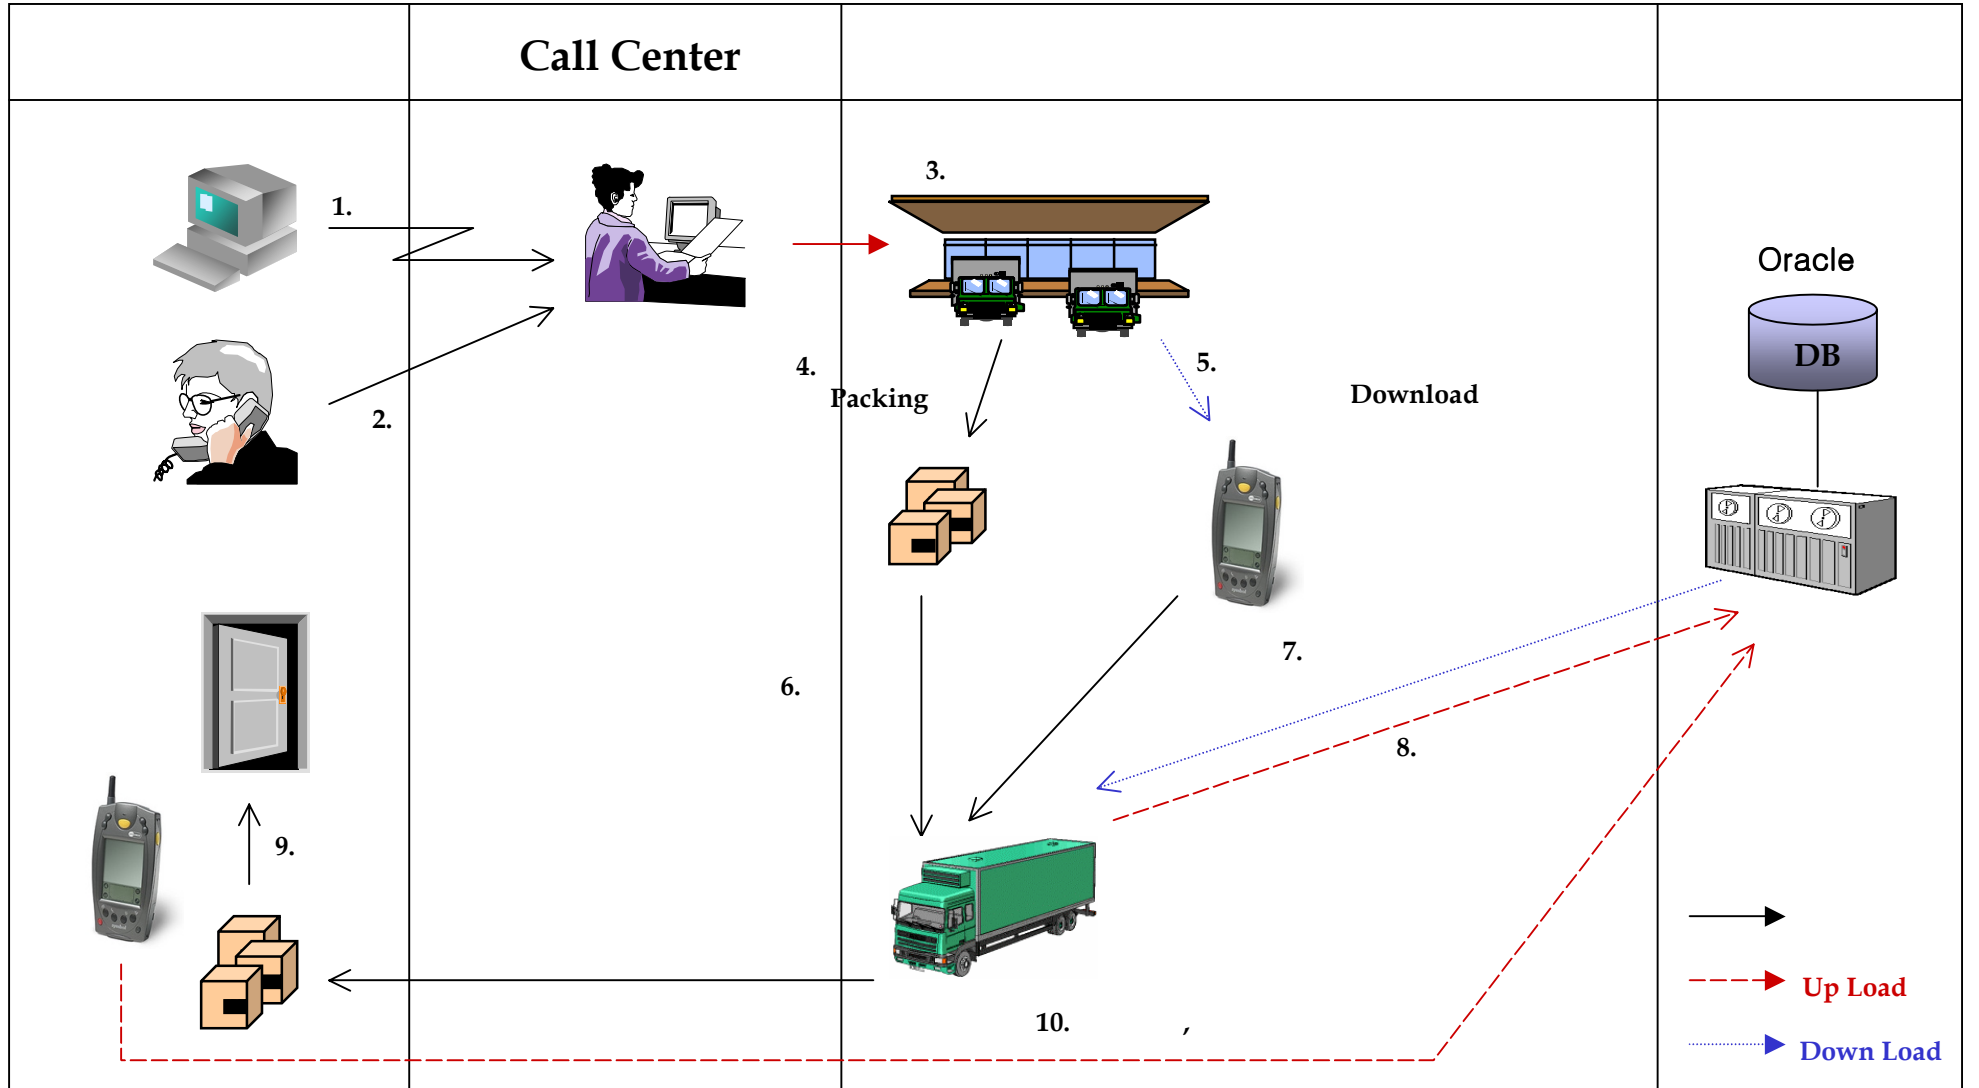 Call Center
1.
2.
3.
Oracle
DB
4.
Packing
5.
Download
6.
7.
8.
9.
10. ,
Up Load
Down Load